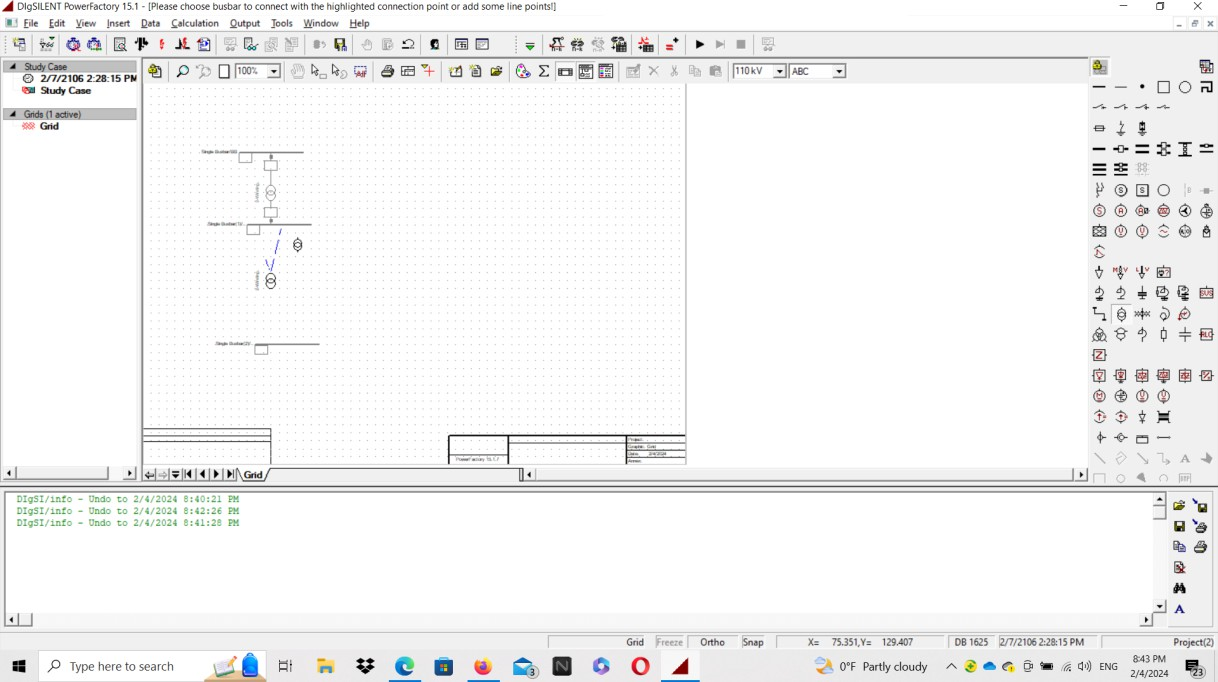 DIgSILENT PowerFactory 15.1 - [Please choose busbar to connect with the highlighted connection point or add some line points!]
File Edit View Insert Data Calculation Output Tools Window Help
100% 110 kV ABC
Study Case
2/7/2106 2:28:15 PM
Study Case
Grids (1 active)
Grid
Grid
DIgSI/info - Undo to 2/4/2024 8:40:21 PM
DIgSI/info - Undo to 2/4/2024 8:42:26 PM
DIgSI/info - Undo to 2/4/2024 8:41:28 PM
Grid Freeze Ortho Snap X= 75.351,Y= 129.407 DB 1625 2/7/2106 2:28:15 PM Project(2)
Type here to search 3 0°F Partly cloudy ENG 8:43 PM
2/4/2024 23